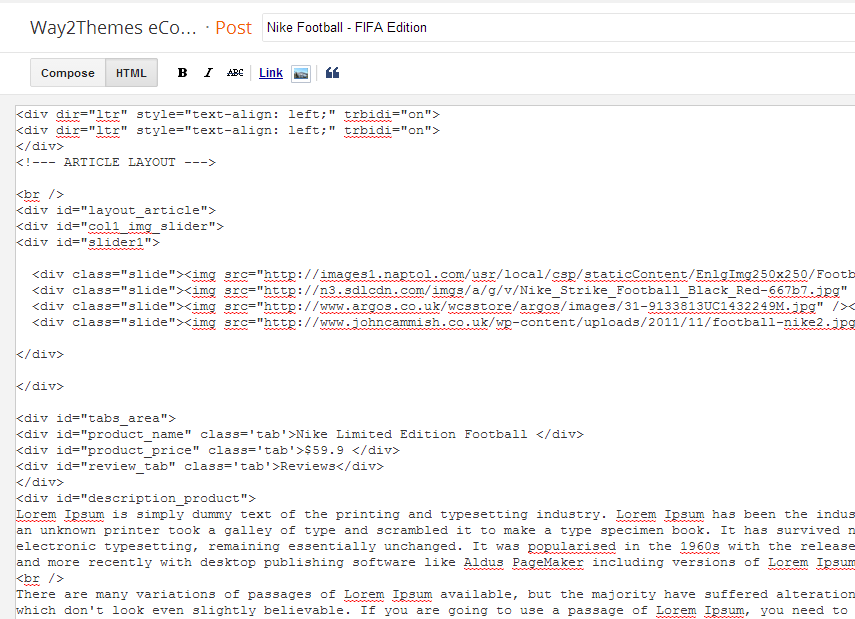 Way2Themes eCo... · Post Nike Football - FIFA Edition
Compose HTML B I ABC Link
<div dir="ltr" style="text-align: left;" trbidi="on">
<div dir="ltr" style="text-align: left;" trbidi="on">
</div>
<!--- ARTICLE LAYOUT --->
<br />
<div id="layout_article">
<div id="col1_img_slider">
<div id="slider1">
<div class="slide"><img src="http://images1.naptol.com/usr/local/csp/staticContent/EnlgImg250x250/Footb
<div class="slide"><img src="http://n3.sdlcdn.com/imgs/a/g/v/Nike_Strike_Football_Black_Red-667b7.jpg"
<div class="slide"><img src="http://www.argos.co.uk/wcsstore/argos/images/31-9133813UC1432249M.jpg" /><
<div class="slide"><img src="http://www.johncammish.co.uk/wp-content/uploads/2011/11/football-nike2.jpg
</div>
</div>
<div id="tabs_area">
<div id="product_name" class='tab'>Nike Limited Edition Football </div>
<div id="product_price" class='tab'>$59.9 </div>
<div id="review_tab" class='tab'>Reviews</div>
</div>
<div id="description_product">
Lorem Ipsum is simply dummy text of the printing and typesetting industry. Lorem Ipsum has been the indus
an unknown printer took a galley of type and scrambled it to make a type specimen book. It has survived n
electronic typesetting, remaining essentially unchanged. It was popularised in the 1960s with the release
and more recently with desktop publishing software like Aldus PageMaker including versions of Lorem Ipsum
<br />
There are many variations of passages of Lorem Ipsum available, but the majority have suffered alteration
which don't look even slightly believable. If you are going to use a passage of Lorem Ipsum, you need to